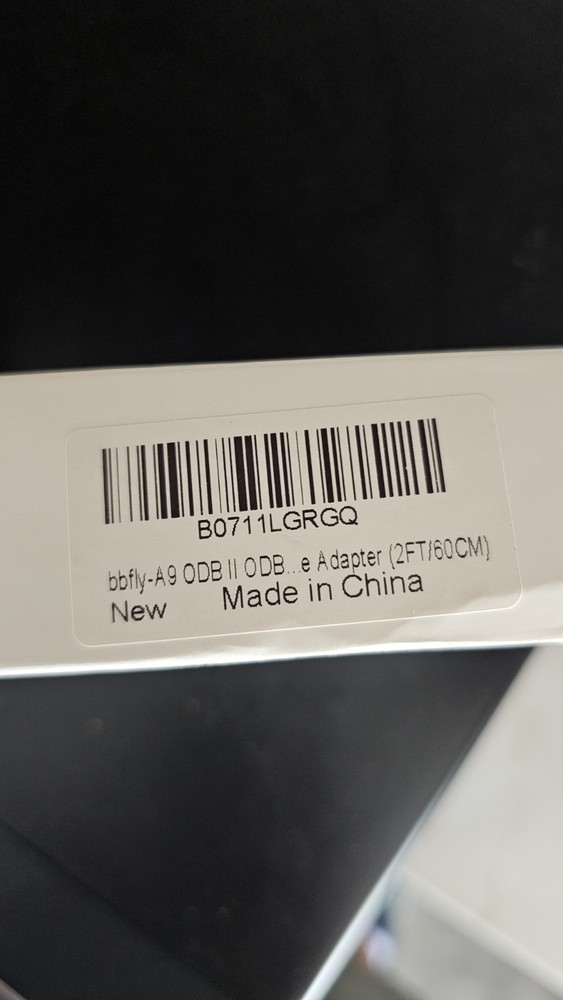 B0711LGRGQ
bbfly-A9 ODB II ODB...e Adapter (2FT/60CM)
New Made in China